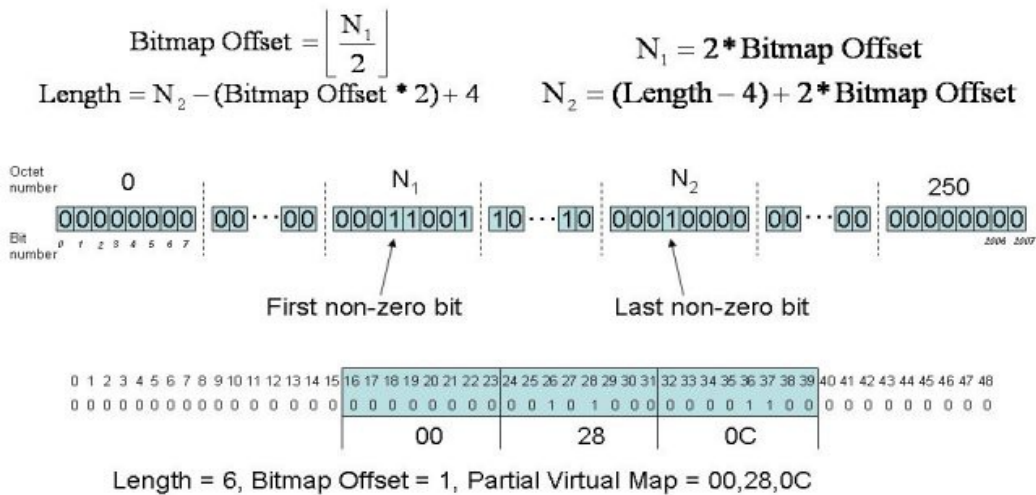 Bitmap Offset = ⌊ N₁ / 2 ⌋
N₁ = 2* Bitmap Offset
Length = N₂ − (Bitmap Offset * 2) + 4
N₂ = (Length − 4) + 2* Bitmap Offset
Octet number
0 N₁ N₂ 250
00000000 00···00 00011001 10···10 00010000 00···00 00000000
Bit number
0 1 2 3 4 5 6 7 2006 2007
First non-zero bit
Last non-zero bit
0 1 2 3 4 5 6 7 8 9 10 11 12 13 14 15 16 17 18 19 20 21 22 23 24 25 26 27 28 29 30 31 32 33 34 35 36 37 38 39 40 41 42 43 44 45 46 47 48
0 0 0 0 0 0 0 0 0 0 0 0 0 0 0 0 0 0 0 0 0 0 0 0 0 0 1 0 1 0 0 0 0 0 0 0 1 1 0 0 0 0 0 0 0 0 0 0 0
00 28 0C
Length = 6, Bitmap Offset = 1, Partial Virtual Map = 00,28,0C